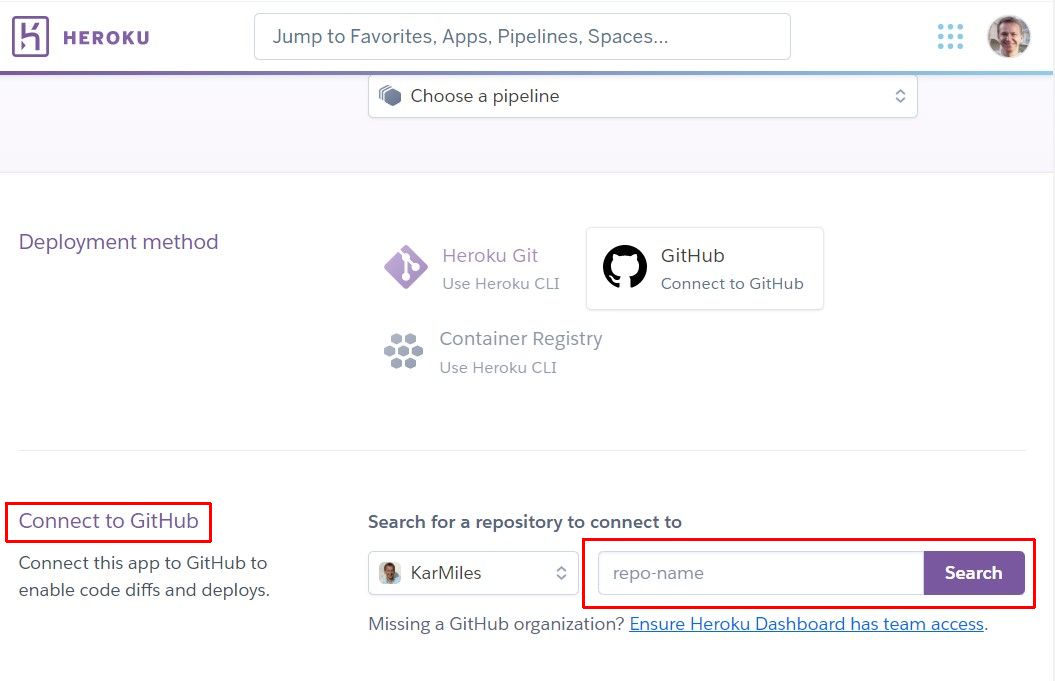 HEROKU
Jump to Favorites, Apps, Pipelines, Spaces...
Choose a pipeline
Deployment method
Heroku Git
Use Heroku CLI
GitHub
Connect to GitHub
Container Registry
Use Heroku CLI
Connect to GitHub
Connect this app to GitHub to
enable code diffs and deploys.
Search for a repository to connect to
KarMiles
repo-name
Search
Missing a GitHub organization? Ensure Heroku Dashboard has team access.